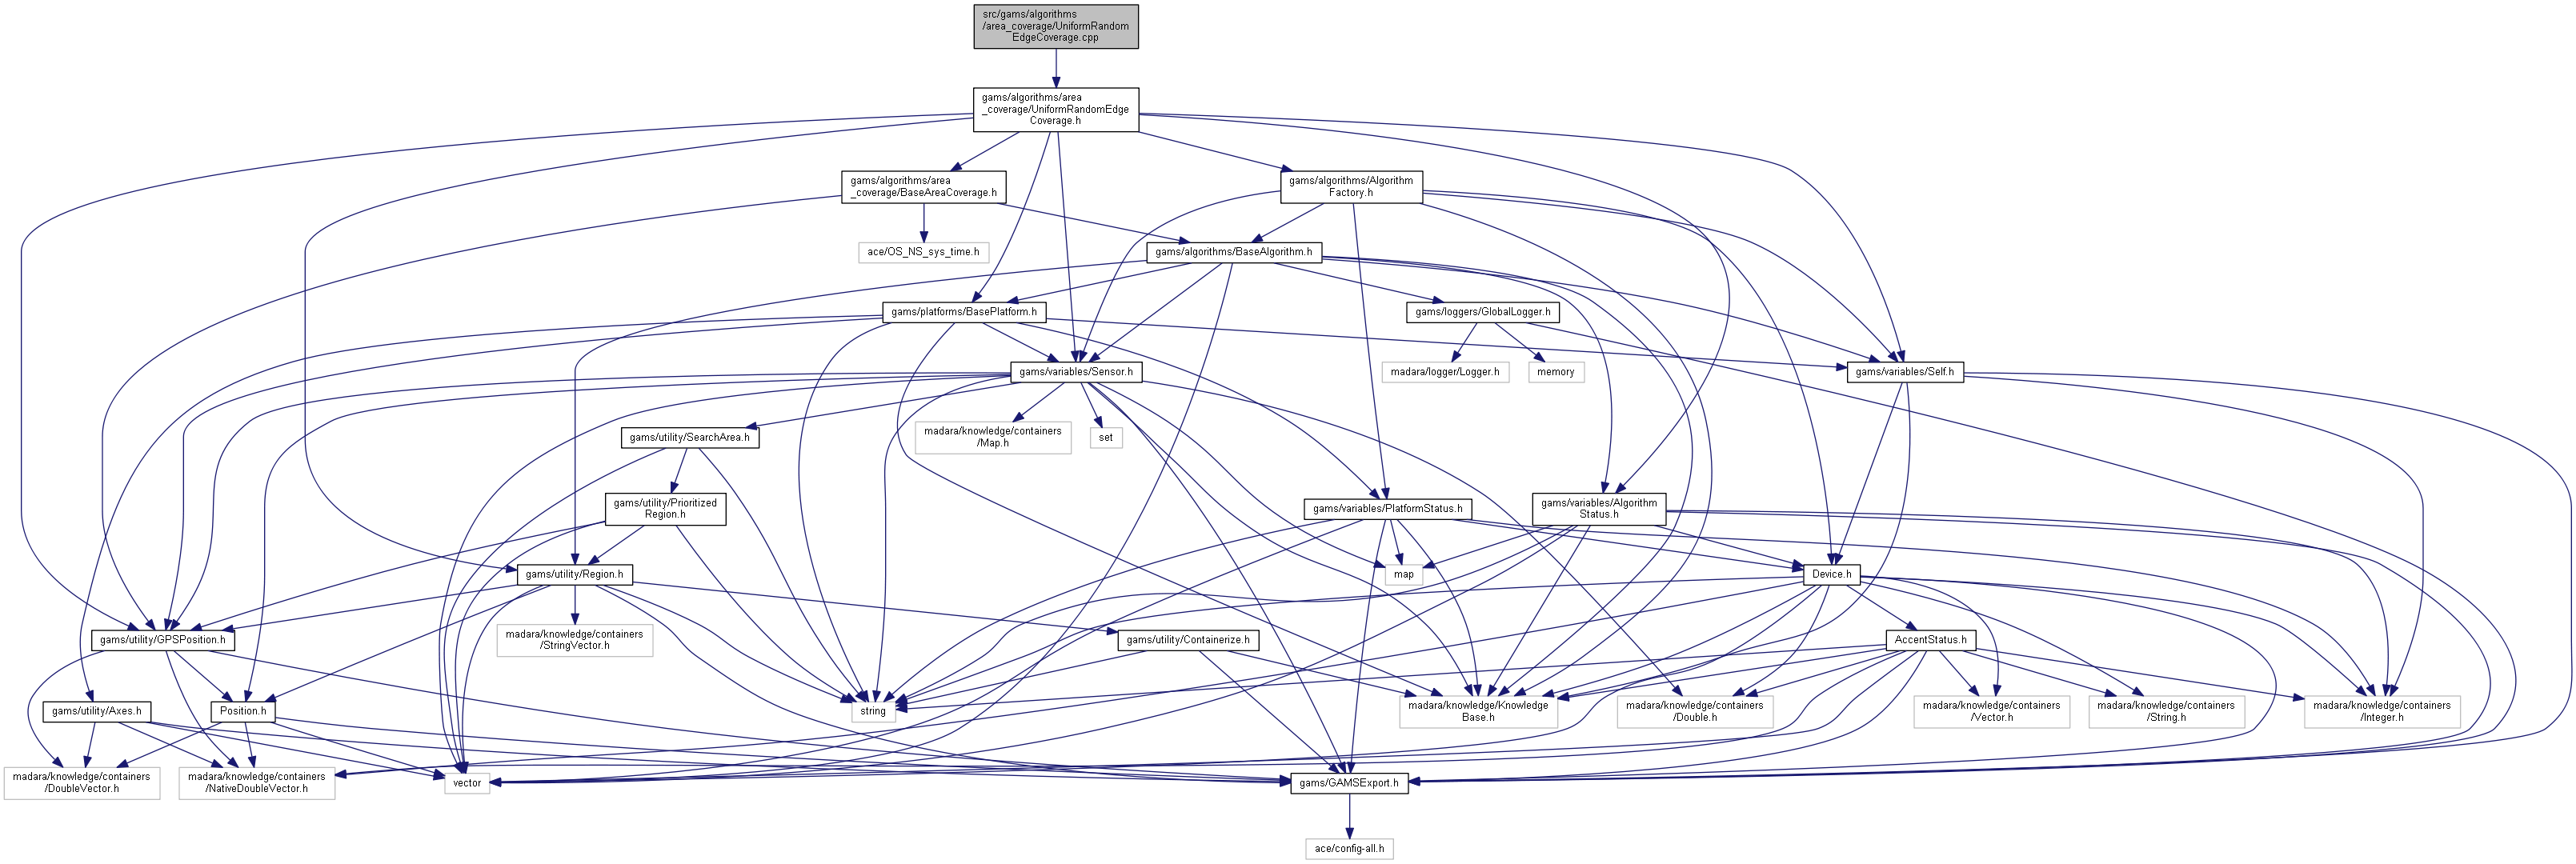 src/gams/algorithms
/area_coverage/UniformRandom
EdgeCoverage.cpp
gams/algorithms/area
_coverage/UniformRandomEdge
Coverage.h
gams/algorithms/area
_coverage/BaseAreaCoverage.h
gams/algorithms/Algorithm
Factory.h
ace/OS_NS_sys_time.h
gams/algorithms/BaseAlgorithm.h
gams/platforms/BasePlatform.h
gams/loggers/GlobalLogger.h
gams/variables/Sensor.h
madara/logger/Logger.h
memory
gams/variables/Self.h
gams/utility/SearchArea.h
madara/knowledge/containers
/Map.h
set
gams/utility/Prioritized
Region.h
gams/variables/PlatformStatus.h
gams/variables/Algorithm
Status.h
gams/utility/Region.h
map
Device.h
gams/utility/GPSPosition.h
madara/knowledge/containers
/StringVector.h
gams/utility/Containerize.h
AccentStatus.h
gams/utility/Axes.h
Position.h
string
madara/knowledge/Knowledge
Base.h
madara/knowledge/containers
/Double.h
madara/knowledge/containers
/Vector.h
madara/knowledge/containers
/String.h
madara/knowledge/containers
/Integer.h
madara/knowledge/containers
/DoubleVector.h
madara/knowledge/containers
/NativeDoubleVector.h
vector
gams/GAMSExport.h
ace/config-all.h